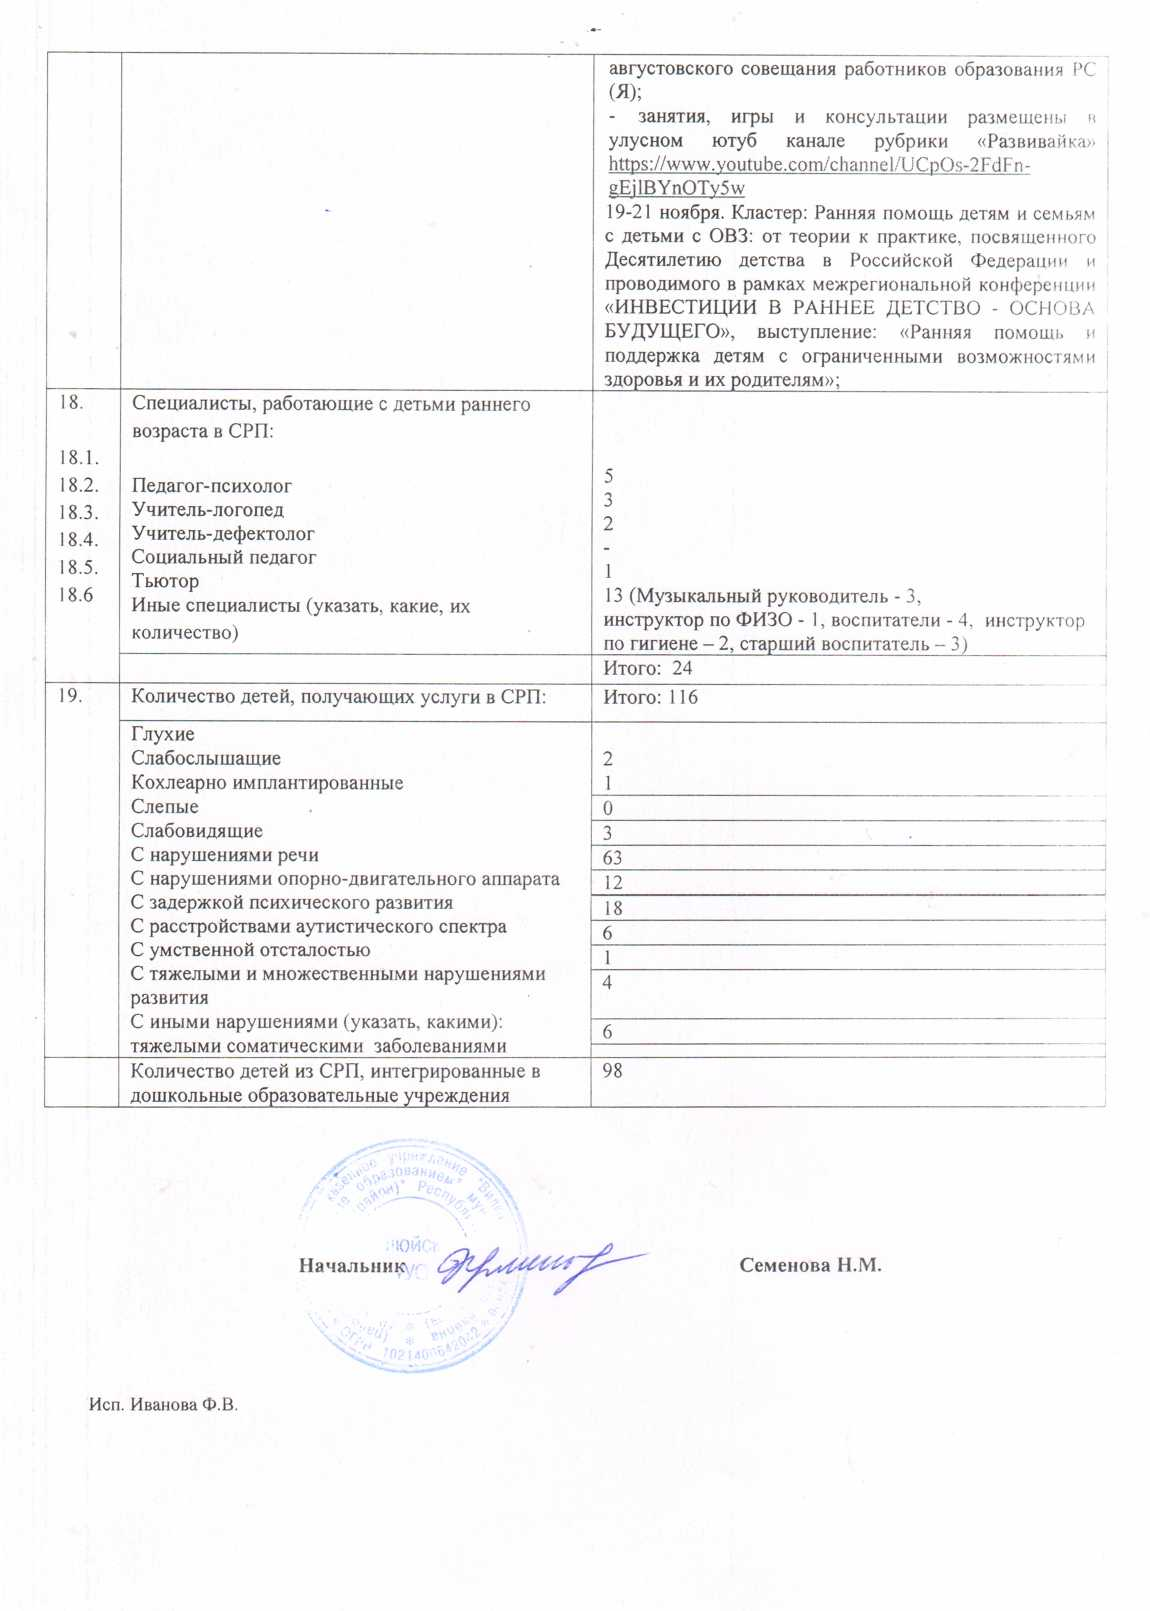 августовского совещания работников образования РС
(Я);
- занятия, игры и консультации размещены в
улусном ютуб канале рубрики «Развивайка»
https://www.youtube.com/channel/UCpOs-2FdFn-
gEjlBYnOTy5w
19-21 ноября. Кластер: Ранняя помощь детям и семьям
с детьми с ОВЗ: от теории к практике, посвященного
Десятилетию детства в Российской Федерации и
проводимого в рамках межрегиональной конференции
«ИНВЕСТИЦИИ В РАННЕЕ ДЕТСТВО - ОСНОВА
БУДУЩЕГО», выступление: «Ранняя помощь и
поддержка детям с ограниченными возможностями
здоровья и их родителям»;
18. Специалисты, работающие с детьми раннего
возраста в СРП:
18.1.
18.2. Педагог-психолог 5
18.3. Учитель-логопед 3
18.4. Учитель-дефектолог 2
Социальный педагог -
18.5. Тьютор 1
18.6 Иные специалисты (указать, какие, их
количество)
13 (Музыкальный руководитель - 3,
инструктор по ФИЗО - 1, воспитатели - 4, инструктор
по гигиене – 2, старший воспитатель – 3)
Итого: 24
19. Количество детей, получающих услуги в СРП: Итого: 116
Глухие
Слабослышащие 2
Кохлеарно имплантированные 1
Слепые 0
Слабовидящие 3
С нарушениями речи 63
С нарушениями опорно-двигательного аппарата 12
С задержкой психического развития 18
С расстройствами аутистического спектра 6
С умственной отсталостью 1
С тяжелыми и множественными нарушениями 4
развития
С иными нарушениями (указать, какими): 6
тяжелыми соматическими заболеваниями
Количество детей из СРП, интегрированные в 98
дошкольные образовательные учреждения
казенное учреждение
образованием"
Начальник
Семенова Н.М.
Исп. Иванова Ф.В.